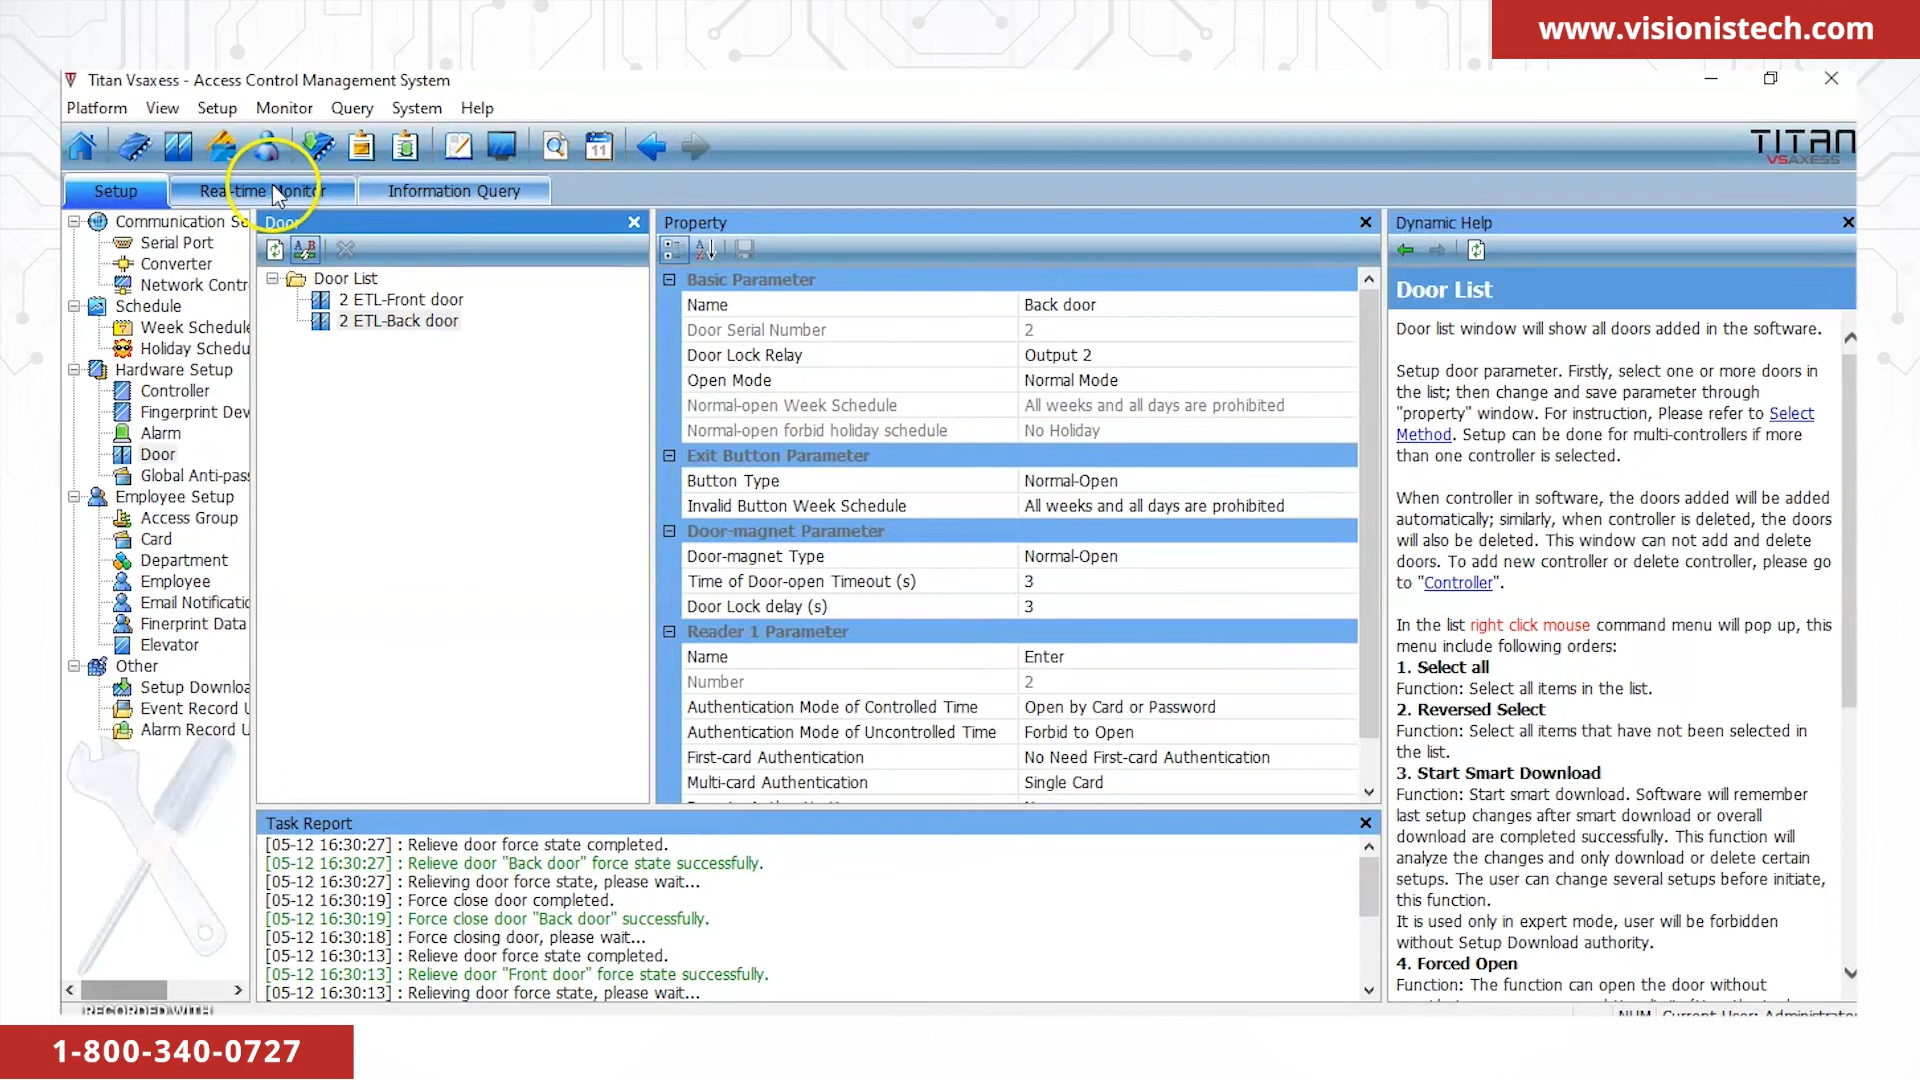 www.visionistech.com
Titan Vsaxess - Access Control Management System
Platform View Setup Monitor Query System Help
11
TITAN
VSAXESS
Setup Real-time Monitor Information Query
Communication Se
Serial Port
Converter
Network Contr
Schedule
Week Schedule
Holiday Schedu
Hardware Setup
Controller
Fingerprint Dev
Alarm
Door
Global Anti-pas
Employee Setup
Access Group
Card
Department
Employee
Email Notificatic
Finerprint Data
Elevator
Other
Setup Downloa
Event Record U
Alarm Record U
Door
Door List
2 ETL-Front door
2 ETL-Back door
Property
Basic Parameter
Name Back door
Door Serial Number 2
Door Lock Relay Output 2
Open Mode Normal Mode
Normal-open Week Schedule All weeks and all days are prohibited
Normal-open forbid holiday schedule No Holiday
Exit Button Parameter
Button Type Normal-Open
Invalid Button Week Schedule All weeks and all days are prohibited
Door-magnet Parameter
Door-magnet Type Normal-Open
Time of Door-open Timeout (s) 3
Door Lock delay (s) 3
Reader 1 Parameter
Name Enter
Number 2
Authentication Mode of Controlled Time Open by Card or Password
Authentication Mode of Uncontrolled Time Forbid to Open
First-card Authentication No Need First-card Authentication
Multi-card Authentication Single Card
Task Report
[05-12 16:30:27] : Relieve door force state completed.
[05-12 16:30:27] : Relieve door "Back door" force state successfully.
[05-12 16:30:27] : Relieving door force state, please wait...
[05-12 16:30:19] : Force close door completed.
[05-12 16:30:19] : Force close door "Back door" successfully.
[05-12 16:30:18] : Force closing door, please wait...
[05-12 16:30:13] : Relieve door force state completed.
[05-12 16:30:13] : Relieve door "Front door" force state successfully.
[05-12 16:30:13] : Relieving door force state, please wait...
Dynamic Help
Door List
Door list window will show all doors added in the software.
Setup door parameter. Firstly, select one or more doors in
the list; then change and save parameter through
"property" window. For instruction, Please refer to Select
Method. Setup can be done for multi-controllers if more
than one controller is selected.
When controller in software, the doors added will be added
automatically; similarly, when controller is deleted, the doors
will also be deleted. This window can not add and delete
doors. To add new controller or delete controller, please go
to "Controller".
In the list right click mouse command menu will pop up, this
menu include following orders:
1. Select all
Function: Select all items in the list.
2. Reversed Select
Function: Select all items that have not been selected in
the list.
3. Start Smart Download
Function: Start smart download. Software will remember
last setup changes after smart download or overall
download are completed successfully. This function will
analyze the changes and only download or delete certain
setups. The user can change several setups before initiate,
this function.
It is used only in expert mode, user will be forbidden
without Setup Download authority.
4. Forced Open
Function: The function can open the door without
RECORDED WITH
NUM Current User: Administrator
1-800-340-0727